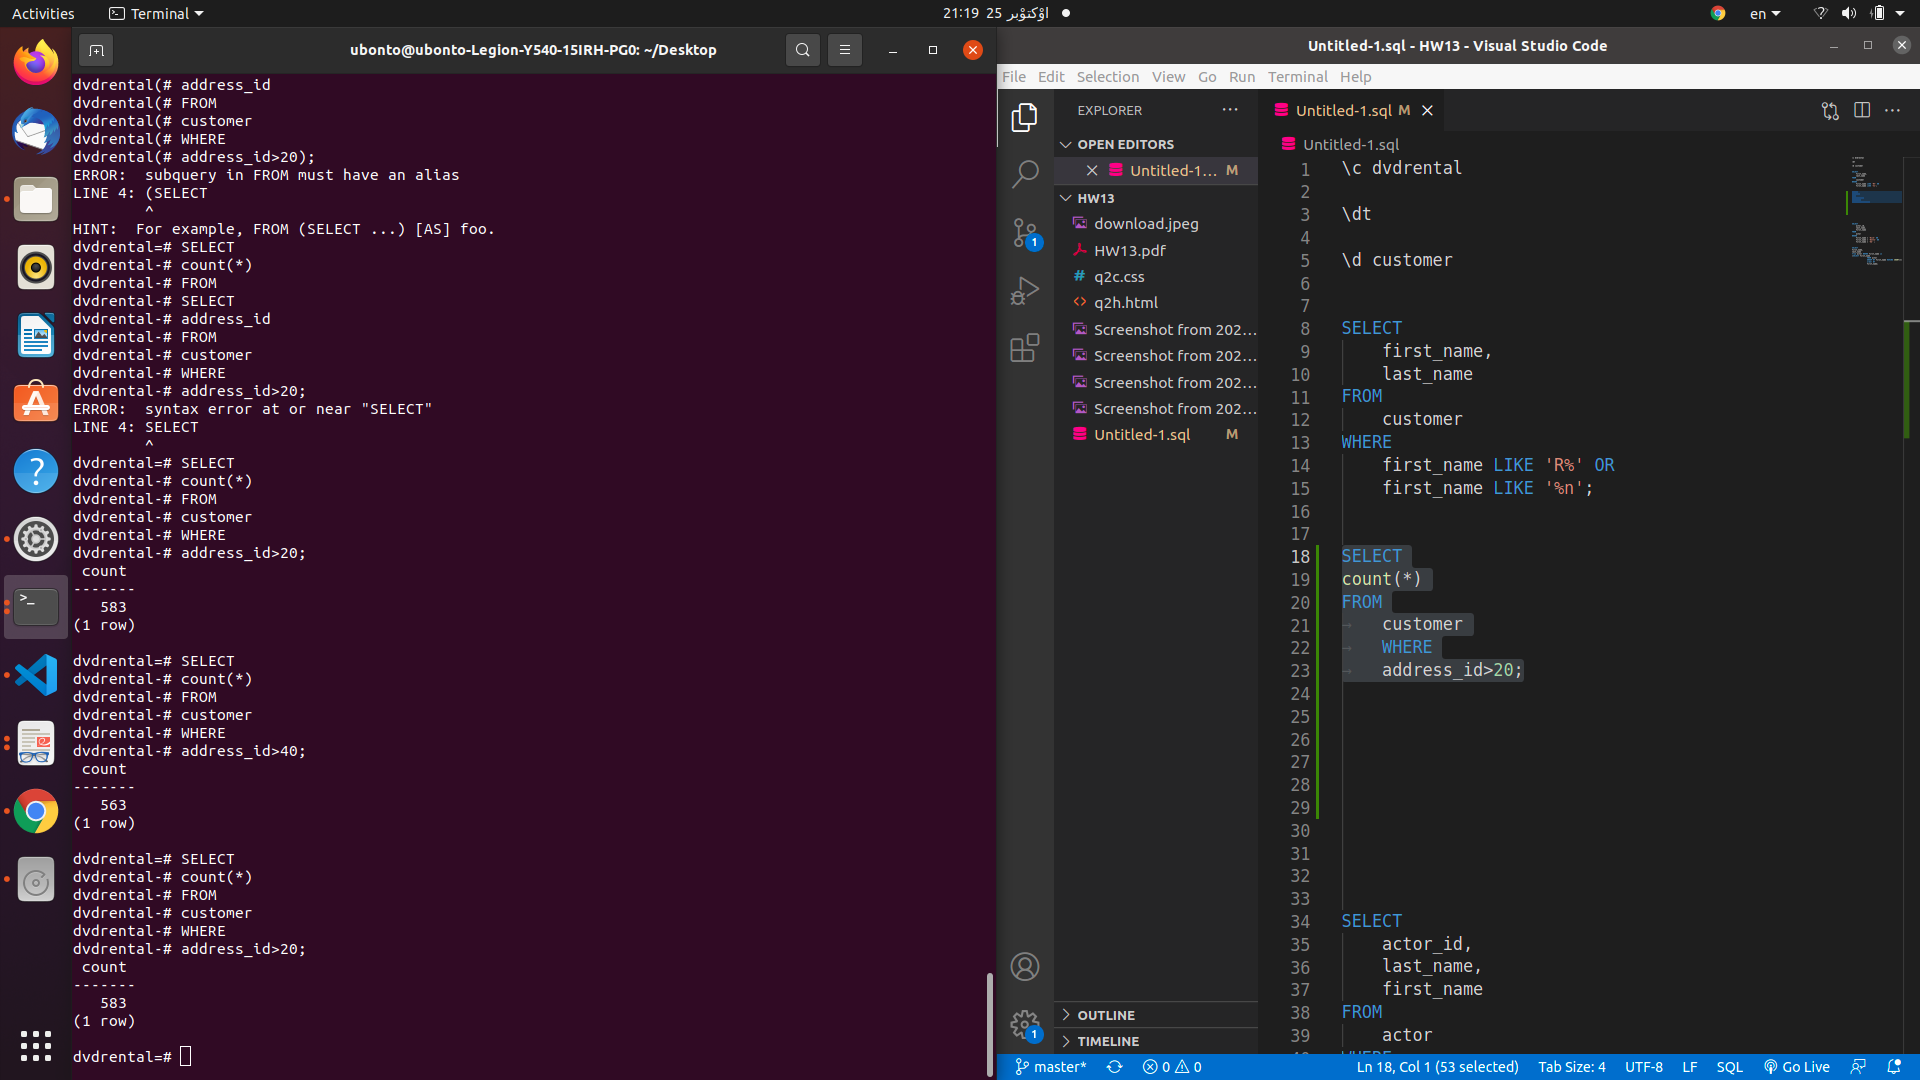 Activities
Terminal
21:19 25 اؤکتوْبر
en
ubonto@ubonto-Legion-Y540-15IRH-PG0: ~/Desktop
dvdrental(# address_id
dvdrental(# FROM
dvdrental(# customer
dvdrental(# WHERE
dvdrental(# address_id>20);
ERROR:  subquery in FROM must have an alias
LINE 4: (SELECT
^
HINT:  For example, FROM (SELECT ...) [AS] foo.
dvdrental=# SELECT
dvdrental-# count(*)
dvdrental-# FROM
dvdrental-# SELECT
dvdrental-# address_id
dvdrental-# FROM
dvdrental-# customer
dvdrental-# WHERE
dvdrental-# address_id>20;
ERROR:  syntax error at or near "SELECT"
LINE 4: SELECT
^
dvdrental=# SELECT
dvdrental-# count(*)
dvdrental-# FROM
dvdrental-# customer
dvdrental-# WHERE
dvdrental-# address_id>20;
count
-------
583
(1 row)
dvdrental=# SELECT
dvdrental-# count(*)
dvdrental-# FROM
dvdrental-# customer
dvdrental-# WHERE
dvdrental-# address_id>40;
count
-------
563
(1 row)
dvdrental=# SELECT
dvdrental-# count(*)
dvdrental-# FROM
dvdrental-# customer
dvdrental-# WHERE
dvdrental-# address_id>20;
count
-------
583
(1 row)
dvdrental=#
Untitled-1.sql - HW13 - Visual Studio Code
File Edit Selection View Go Run Terminal Help
EXPLORER
OPEN EDITORS
Untitled-1... M
HW13
download.jpeg
HW13.pdf
# q2c.css
<> q2h.html
Screenshot from 202...
Screenshot from 202...
Screenshot from 202...
Screenshot from 202...
Untitled-1.sql M
OUTLINE
TIMELINE
1
1
Untitled-1.sql M
Untitled-1.sql
1 \c dvdrental
2
3 \dt
4
5 \d customer
6
7
8 SELECT
9 first_name,
10 last_name
11 FROM
12 customer
13 WHERE
14 first_name LIKE 'R%' OR
15 first_name LIKE '%n';
16
17
18 SELECT
19 count(*)
20 FROM
21 customer
22 WHERE
23 address_id>20;
24
25
26
27
28
29
30
31
32
33
34 SELECT
35 actor_id,
36 last_name,
37 first_name
38 FROM
39 actor
master* 0 0 Ln 18, Col 1 (53 selected) Tab Size: 4 UTF-8 LF SQL Go Live